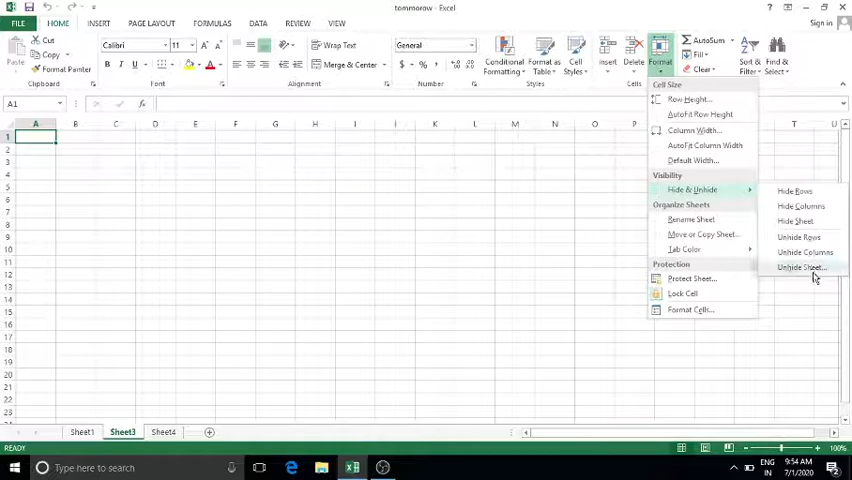 tommorow - Excel
FILE HOME INSERT PAGE LAYOUT FORMULAS DATA REVIEW VIEW Sign in
Cut
Copy
Format Painter
Paste
Clipboard
Calibri 11
B I U
Font
Wrap Text
Merge & Center
Alignment
General
$ % ,
Number
Conditional Formatting
Format as Table
Cell Styles
Styles
Insert
Delete
Format
AutoSum
Fill
Clear
Sort & Filter
Find & Select
Editing
A1 fx
A B C D E F G H I J K L M N O P T U
1
2
3
4
5
6
7
8
9
10
11
12
13
14
15
16
17
18
19
20
21
22
23
Cell Size
Row Height...
AutoFit Row Height
Column Width...
AutoFit Column Width
Default Width...
Visibility
Hide & Unhide
Organize Sheets
Rename Sheet
Move or Copy Sheet...
Tab Color
Protection
Protect Sheet...
Lock Cell
Format Cells...
Hide Rows
Hide Columns
Hide Sheet
Unhide Rows
Unhide Columns
Unhide Sheet...
Sheet1 Sheet3 Sheet4
READY 100%
Type here to search
ENG
IN
9:54 AM
7/1/2020
2